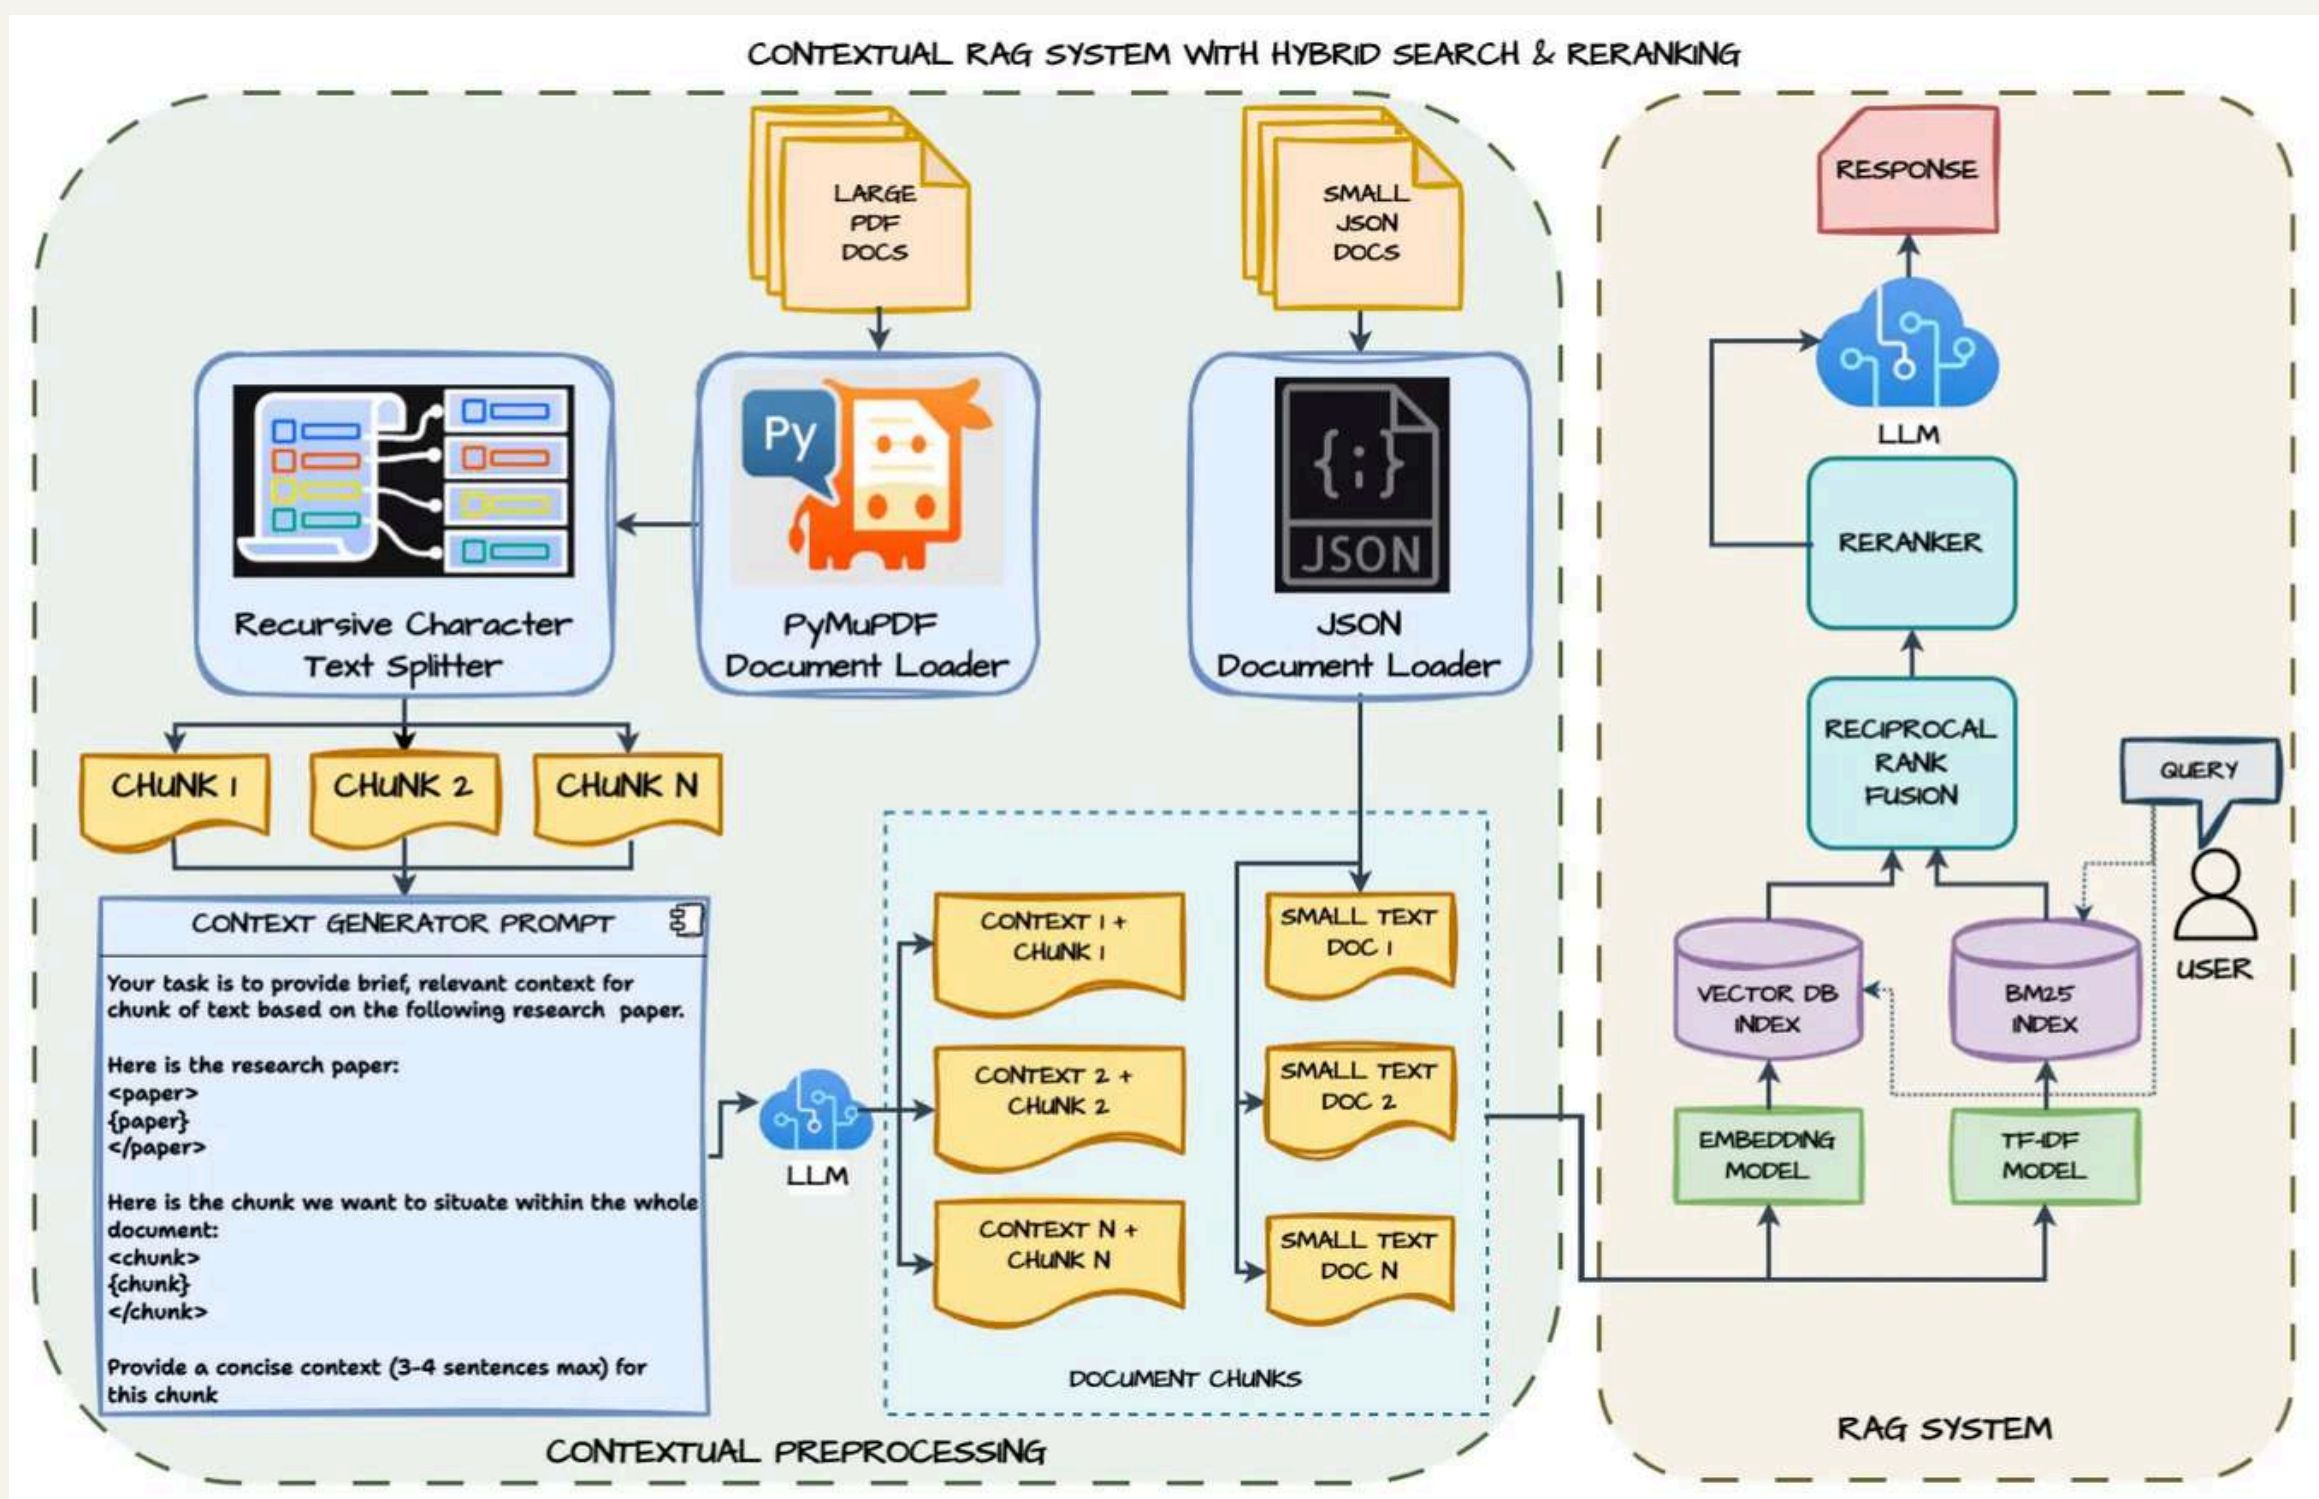 CONTEXTUAL RAG SYSTEM WITH HYBRID SEARCH & RERANKING
LARGE
PDF
DOCS
SMALL
JSON
DOCS
Py
{;}
JSON
Recursive Character
Text Splitter
PyMuPDF
Document Loader
JSON
Document Loader
CHUNK 1
CHUNK 2
CHUNK N
CONTEXT GENERATOR PROMPT
Your task is to provide brief, relevant context for
chunk of text based on the following research paper.
Here is the research paper:
<paper>
{paper}
</paper>
Here is the chunk we want to situate within the whole
document:
<chunk>
{chunk}
</chunk>
Provide a concise context (3-4 sentences max) for
this chunk
LLM
CONTEXT 1 +
CHUNK 1
CONTEXT 2 +
CHUNK 2
CONTEXT N +
CHUNK N
SMALL TEXT
DOC 1
SMALL TEXT
DOC 2
SMALL TEXT
DOC N
DOCUMENT CHUNKS
CONTEXTUAL PREPROCESSING
RESPONSE
LLM
RERANKER
RECIPROCAL
RANK
FUSION
QUERY
USER
VECTOR DB
INDEX
BM25
INDEX
EMBEDDING
MODEL
TF-IDF
MODEL
RAG SYSTEM